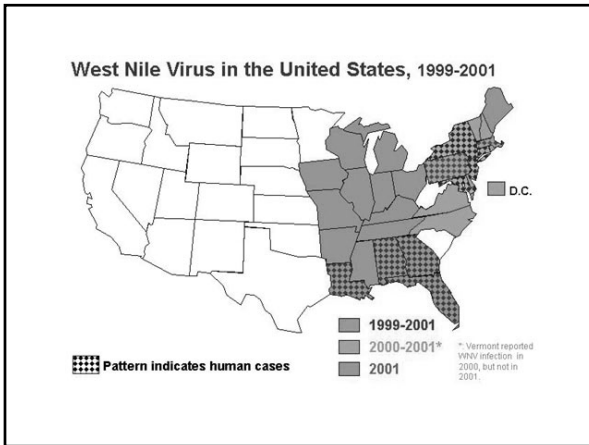 West Nile Virus in the United States, 1999-2001
D.C.
1999-2001
2000-2001*
2001
*: Vermont reported
WNV infection in
2000, but not in
2001.
Pattern indicates human cases